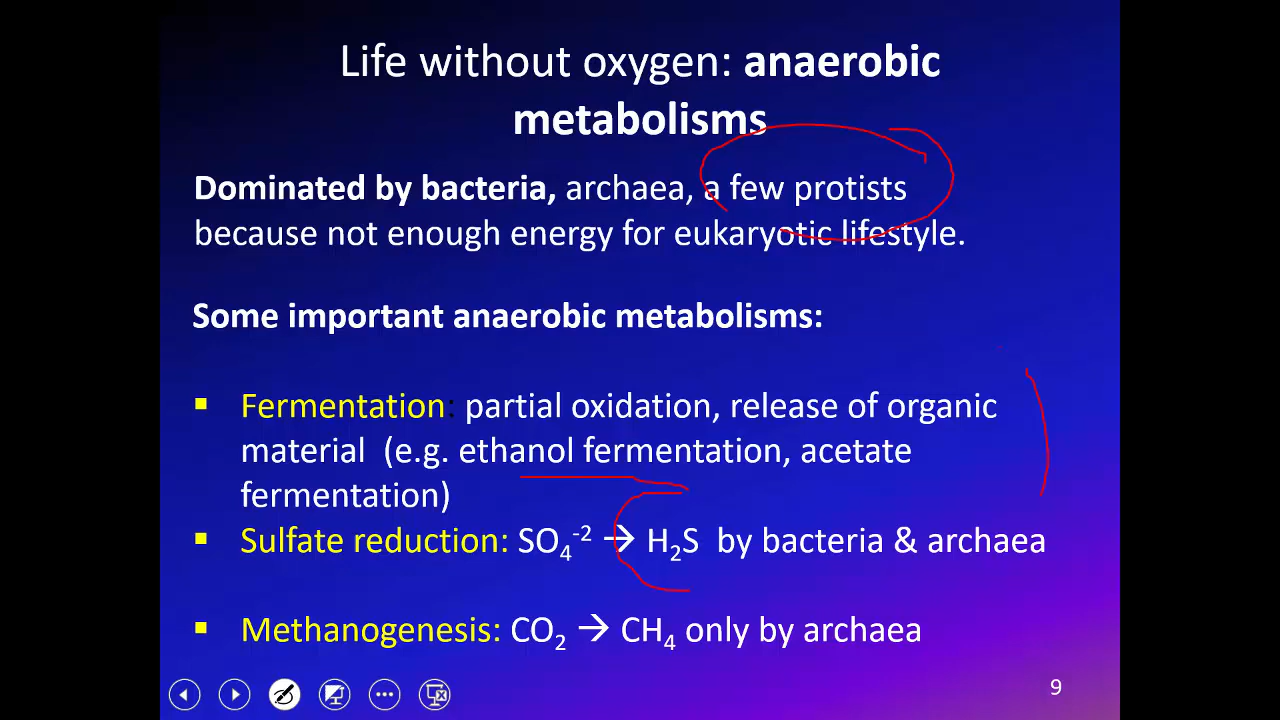 Life without oxygen: anaerobic
metabolisms
Dominated by bacteria, archaea, a few protists
because not enough energy for eukaryotic lifestyle.
Some important anaerobic metabolisms:
▪ Fermentation: partial oxidation, release of organic
material (e.g. ethanol fermentation, acetate
fermentation)
▪ Sulfate reduction: SO₄⁻² → H₂S by bacteria & archaea
▪ Methanogenesis: CO₂ → CH₄ only by archaea
9